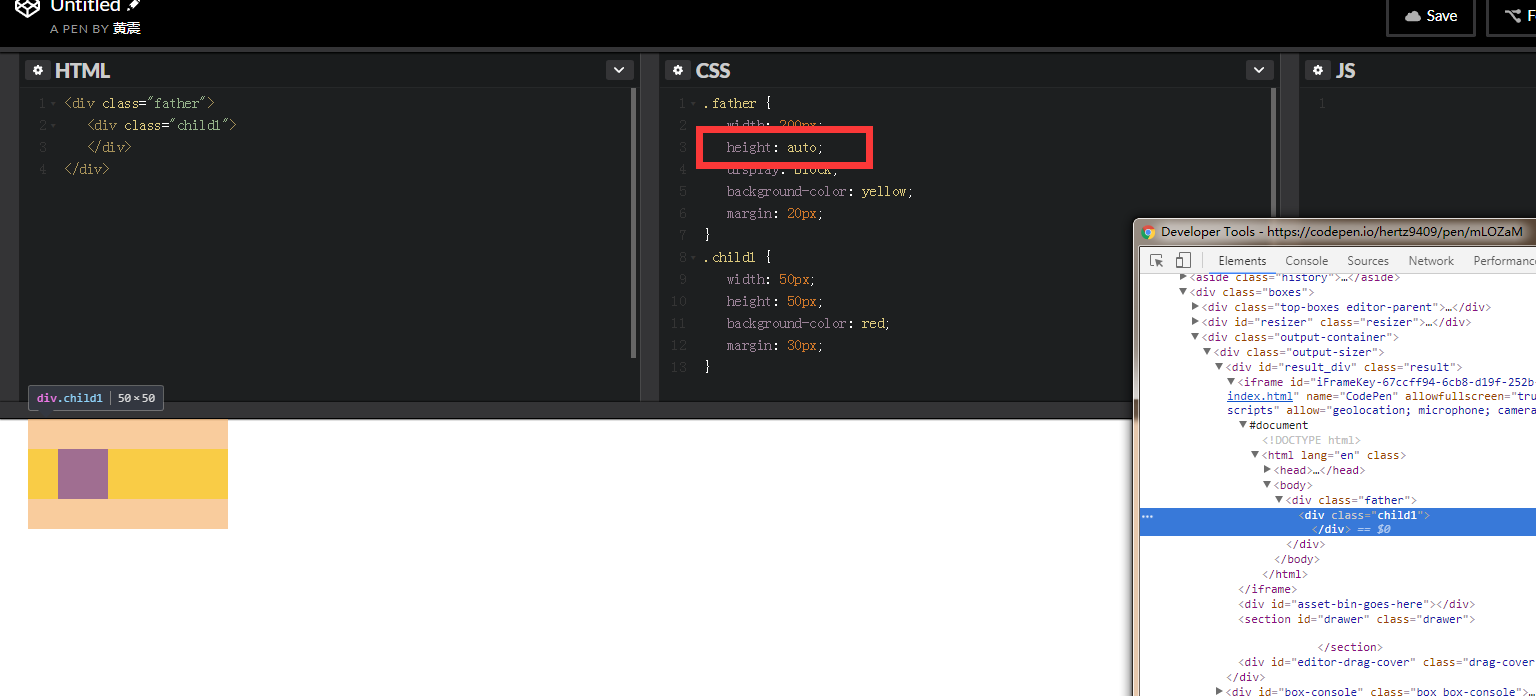 Untitled
A PEN BY 黄震
Save
F
HTML
1 <div class="father">
2 <div class="child1">
3 </div>
4 </div>
CSS
1 .father {
2 width: 200px;
3 height: auto;
4 display: block;
5 background-color: yellow;
6 margin: 20px;
7 }
8 .child1 {
9 width: 50px;
10 height: 50px;
11 background-color: red;
12 margin: 30px;
13 }
JS
1
div.child1 | 50×50
Developer Tools - https://codepen.io/hertz9409/pen/mLOZaM
Elements Console Sources Network Performanc
<aside class="history">…</aside>
<div class="boxes">
<div class="top-boxes editor-parent">…</div>
<div id="resizer" class="resizer">…</div>
<div class="output-container">
<div class="output-sizer">
<div id="result_div" class="result">
<iframe id="iFrameKey-67ccff94-6cb8-d19f-252b-
index.html" name="CodePen" allowfullscreen="tru
scripts" allow="geolocation; microphone; camera
#document
<!DOCTYPE html>
<html lang="en" class>
<head>…</head>
<body>
<div class="father">
… <div class="child1">
</div> == $0
</div>
</body>
</html>
</iframe>
<div id="asset-bin-goes-here"></div>
<section id="drawer" class="drawer">
</section>
<div id="editor-drag-cover" class="drag-cover
</div>
<div id="box-console" class="box box-console">…